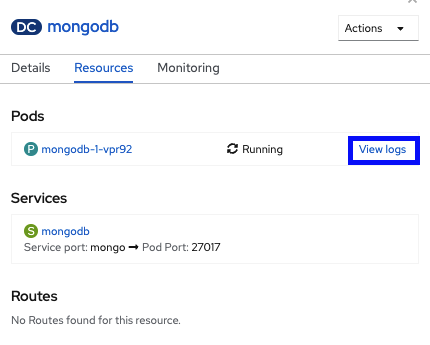 DC mongodb
Actions
Details Resources Monitoring
Pods
P mongodb-1-vpr92 Running View logs
Services
S mongodb
Service port: mongo → Pod Port: 27017
Routes
No Routes found for this resource.